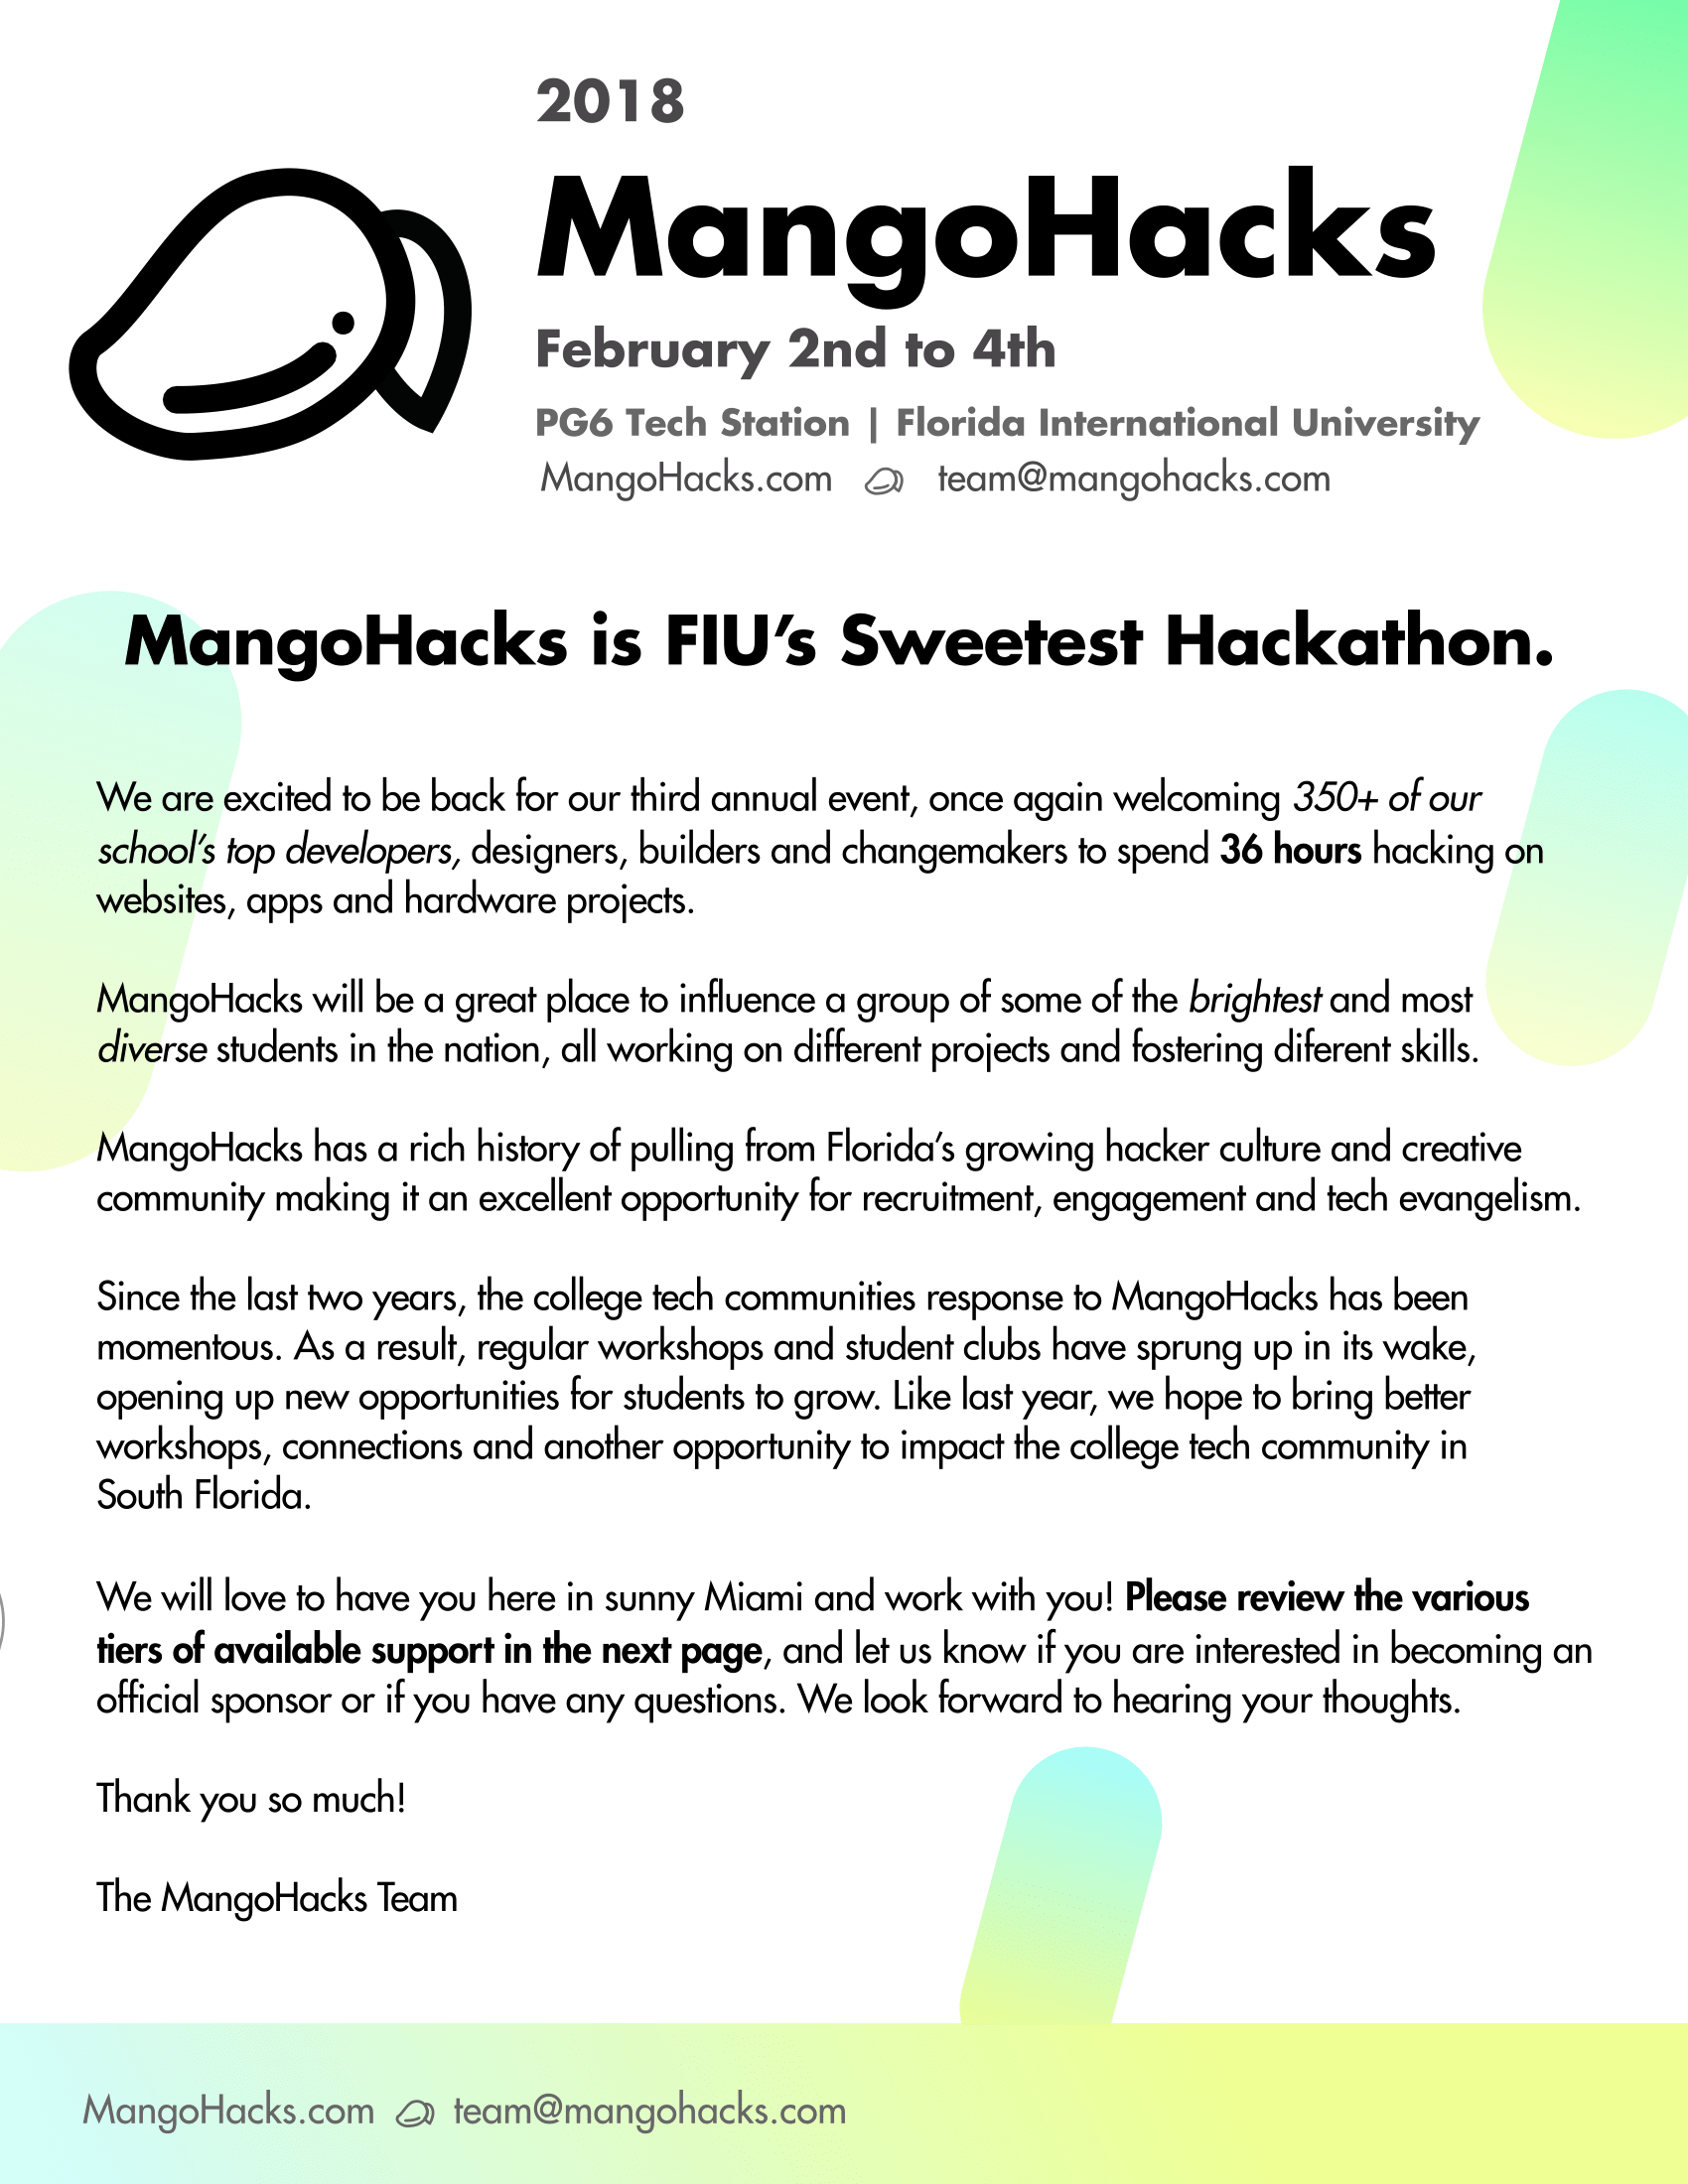 2018
MangoHacks
February 2nd to 4th
PG6 Tech Station | Florida International University
MangoHacks.com team@mangohacks.com
MangoHacks is FIU’s Sweetest Hackathon.
We are excited to be back for our third annual event, once again welcoming 350+ of our
school’s top developers, designers, builders and changemakers to spend 36 hours hacking on
websites, apps and hardware projects.
MangoHacks will be a great place to influence a group of some of the brightest and most
diverse students in the nation, all working on different projects and fostering diferent skills.
MangoHacks has a rich history of pulling from Florida’s growing hacker culture and creative
community making it an excellent opportunity for recruitment, engagement and tech evangelism.
Since the last two years, the college tech communities response to MangoHacks has been
momentous. As a result, regular workshops and student clubs have sprung up in its wake,
opening up new opportunities for students to grow. Like last year, we hope to bring better
workshops, connections and another opportunity to impact the college tech community in
South Florida.
We will love to have you here in sunny Miami and work with you! Please review the various
tiers of available support in the next page, and let us know if you are interested in becoming an
official sponsor or if you have any questions. We look forward to hearing your thoughts.
Thank you so much!
The MangoHacks Team
MangoHacks.com team@mangohacks.com